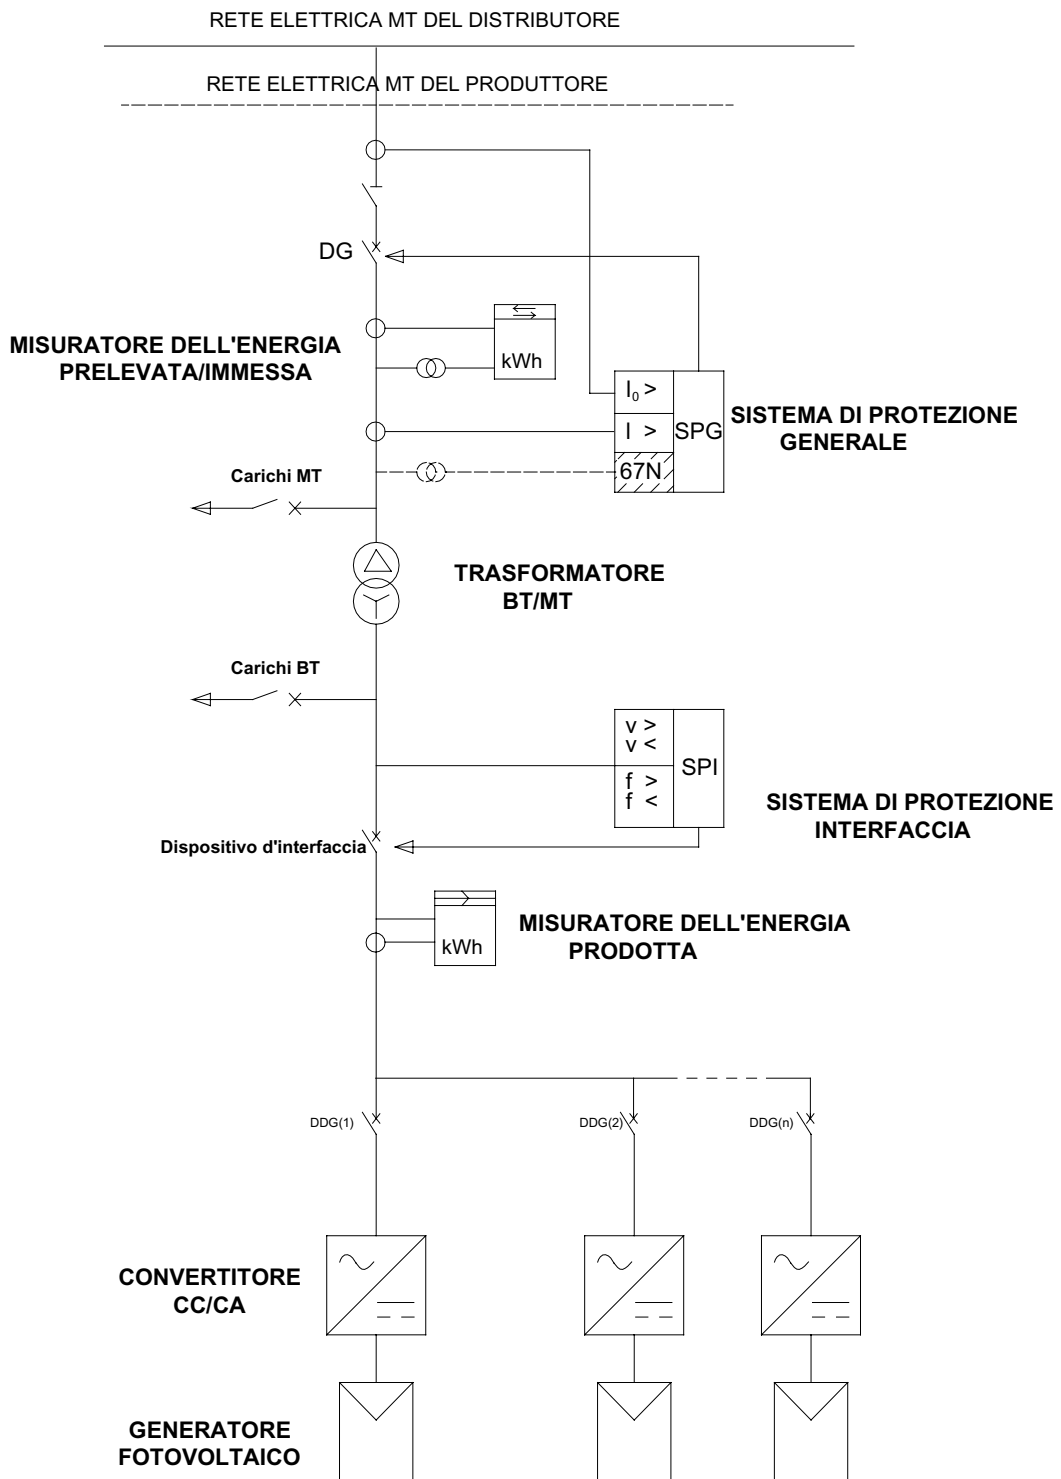 RETE ELETTRICA MT DEL DISTRIBUTORE
RETE ELETTRICA MT DEL PRODUTTORE
DG
MISURATORE DELL'ENERGIA
PRELEVATA/IMMESSA
kWh
I0 >
I >
67N
SPG
SISTEMA DI PROTEZIONE
GENERALE
Carichi MT
TRASFORMATORE
BT/MT
Carichi BT
v >
v <
f >
f <
SPI
SISTEMA DI PROTEZIONE
INTERFACCIA
Dispositivo d'interfaccia
kWh
MISURATORE DELL'ENERGIA
PRODOTTA
DDG(1)
DDG(2)
DDG(n)
CONVERTITORE
CC/CA
GENERATORE
FOTOVOLTAICO